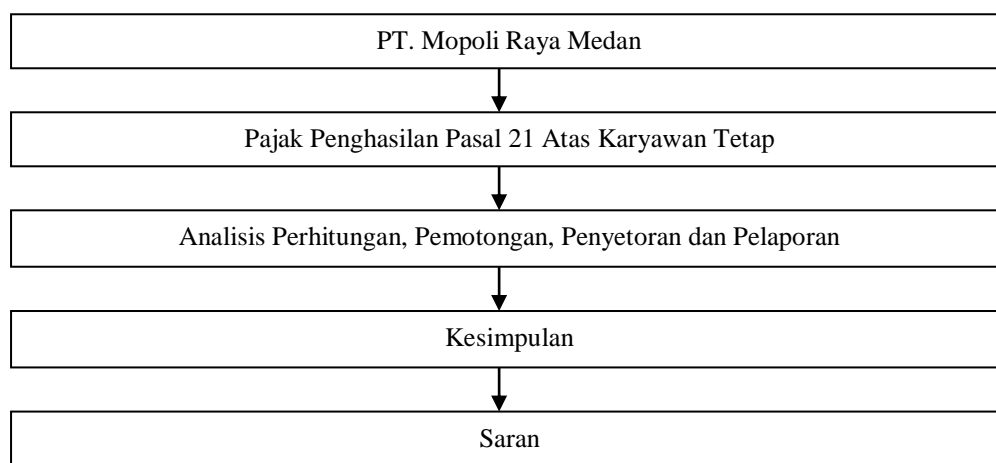 PT. Mopoli Raya Medan
Pajak Penghasilan Pasal 21 Atas Karyawan Tetap
Analisis Perhitungan, Pemotongan, Penyetoran dan Pelaporan
Kesimpulan
Saran